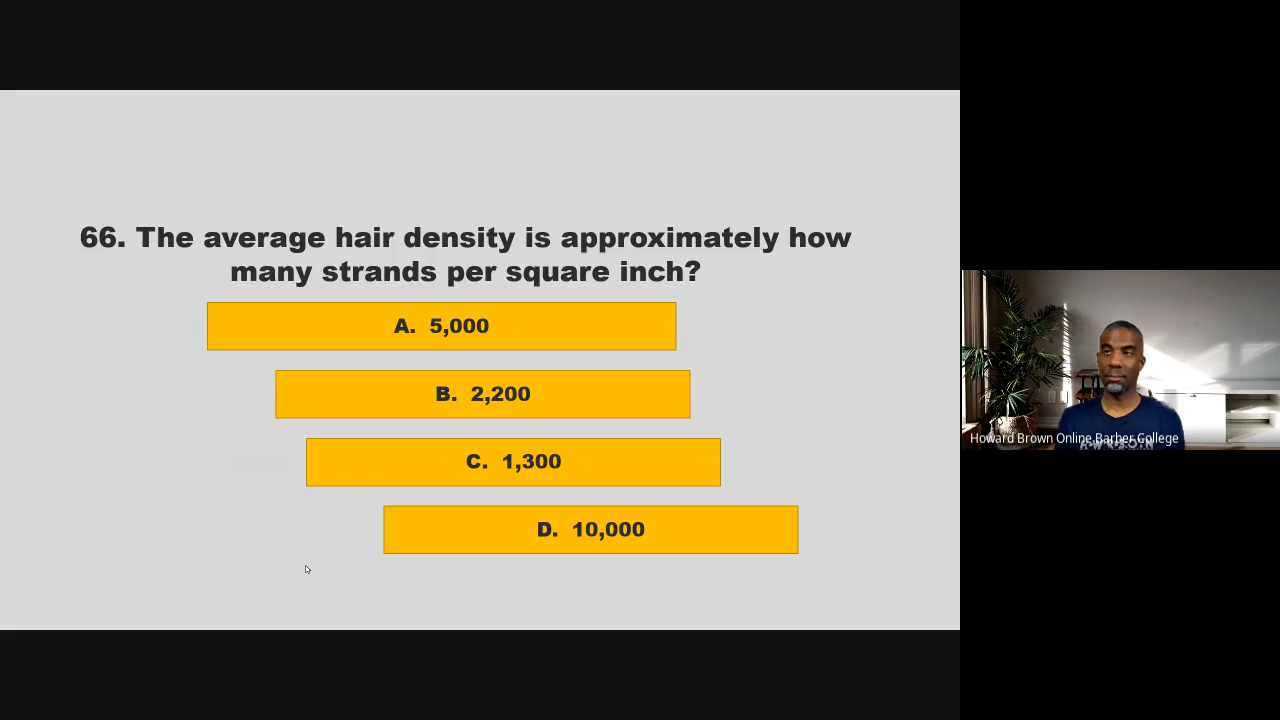 66. The average hair density is approximately how
many strands per square inch?
A. 5,000
B. 2,200
C. 1,300
D. 10,000
Howard Brown Online Barber College